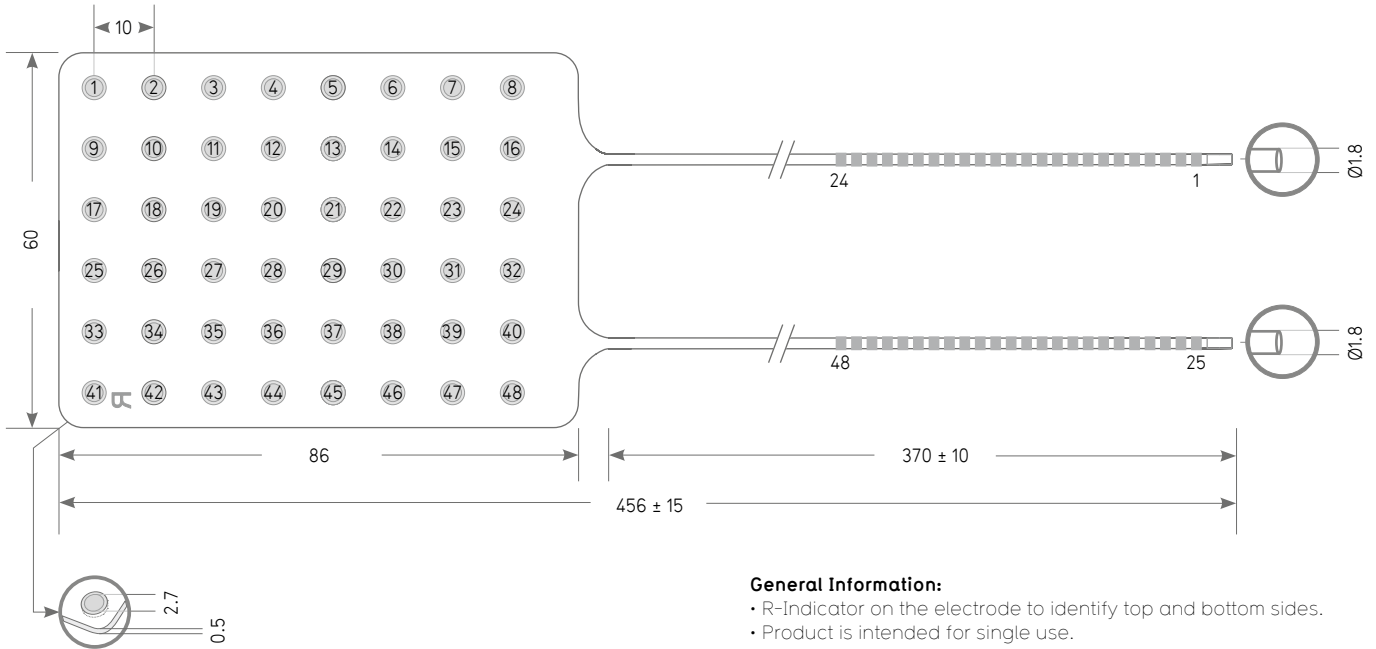 10
1 2 3 4 5 6 7 8
9 10 11 12 13 14 15 16
Ø1.8
24 1
17 18 19 20 21 22 23 24
60
25 26 27 28 29 30 31 32
33 34 35 36 37 38 39 40
Ø1.8
48 25
41 R 42 43 44 45 46 47 48
86
370 ± 10
456 ± 15
2.7
0.5
General Information:
• R-Indicator on the electrode to identify top and bottom sides.
• Product is intended for single use.